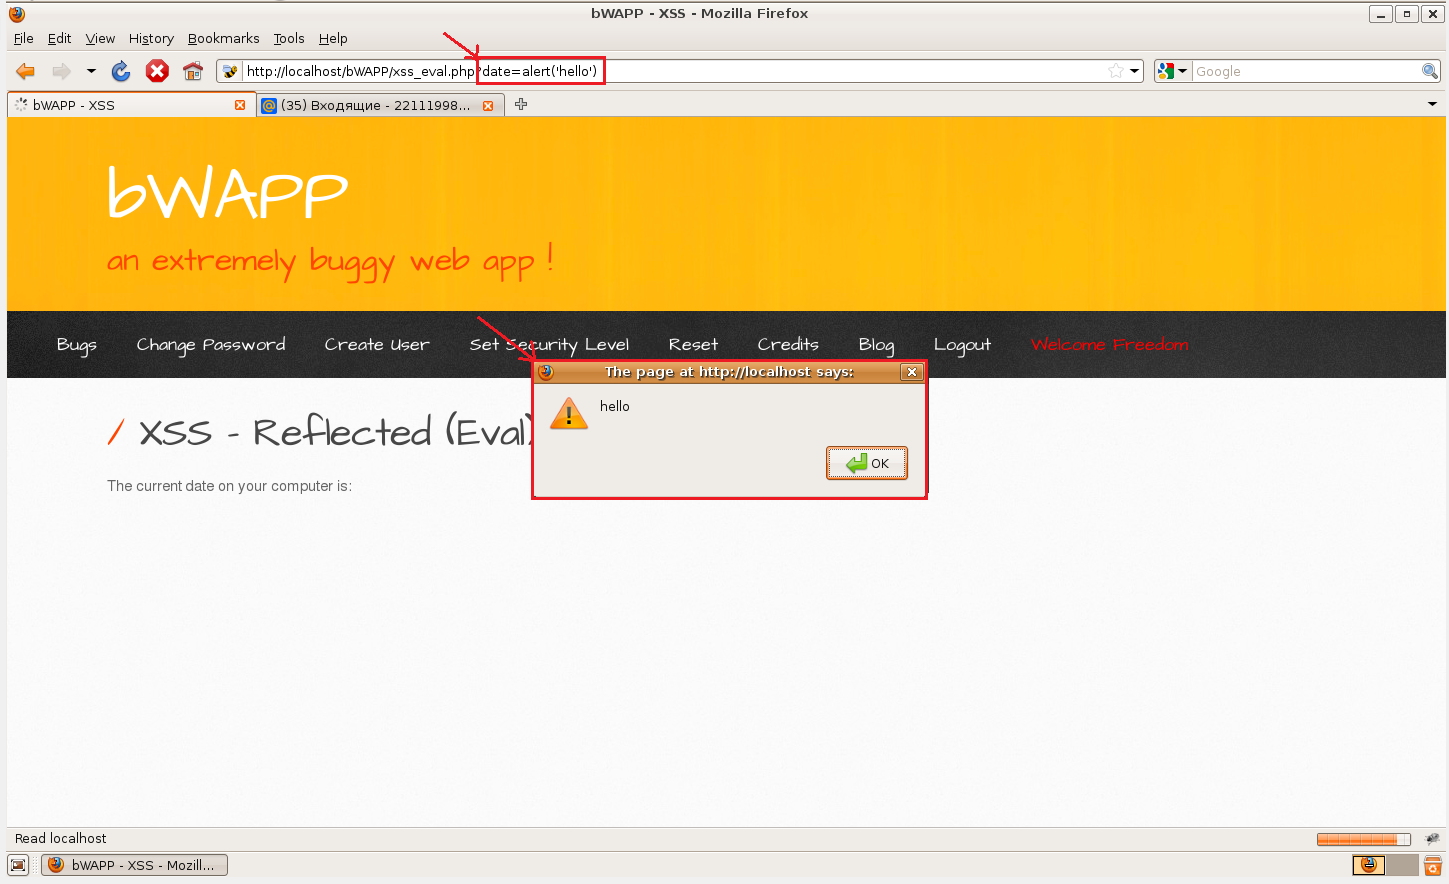 bWAPP - XSS - Mozilla Firefox
File Edit View History Bookmarks Tools Help
http://localhost/bWAPP/xss_eval.php?date=alert('hello')
Google
bWAPP - XSS
(35) Входящие - 22111998...
bWAPP
an extremely buggy web app !
Bugs Change Password Create User Set Security Level Reset Credits Blog Logout Welcome Freedom
The page at http://localhost says:
hello
OK
/ XSS - Reflected (Eval)
The current date on your computer is:
Read localhost
bWAPP - XSS - Mozill...